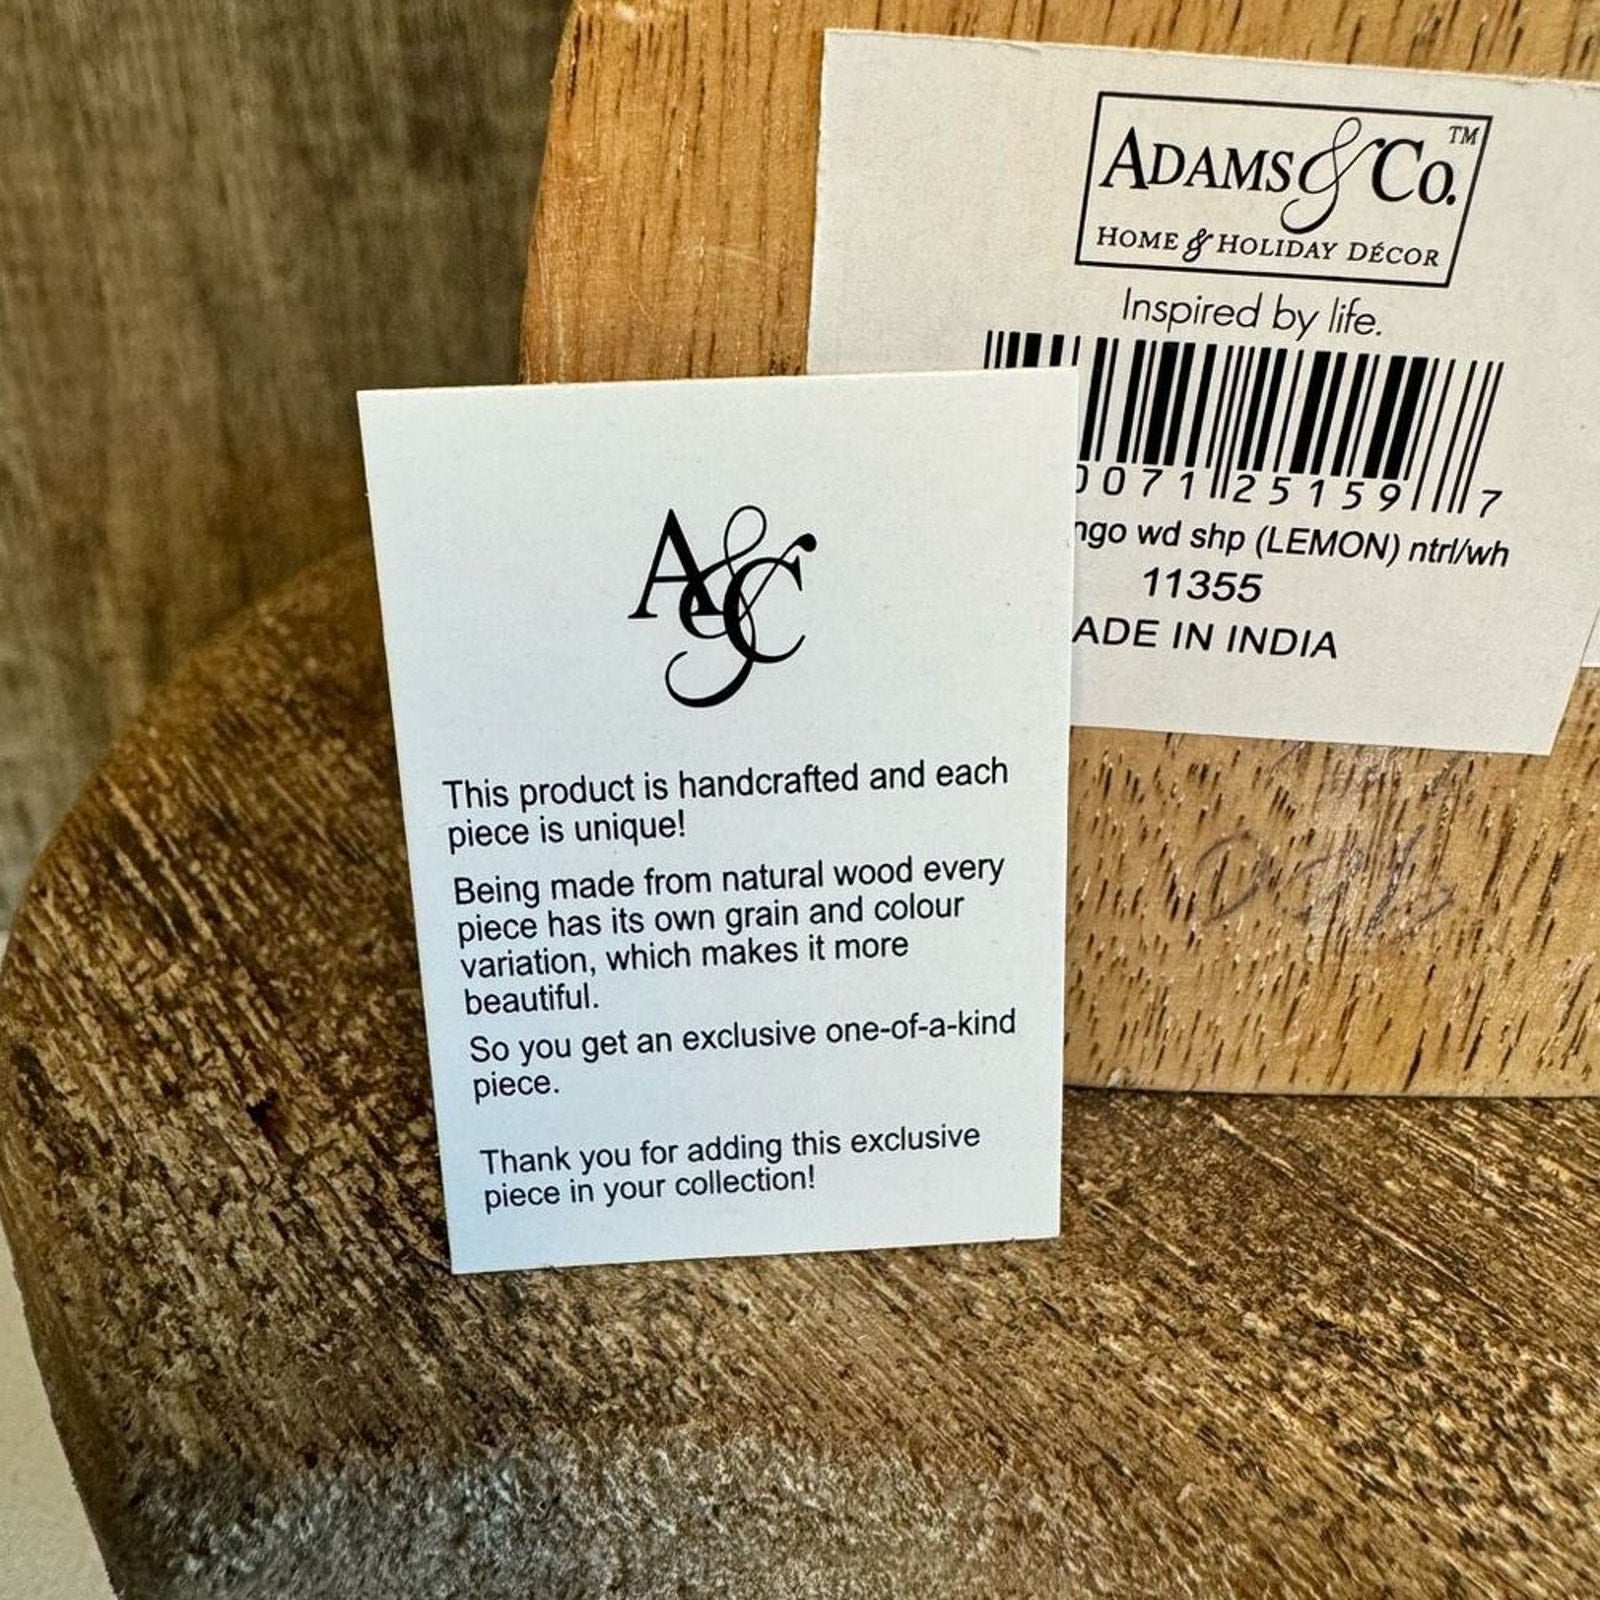 ADAMS & Co.™
HOME & HOLIDAY DÉCOR
Inspired by life.
0071 25159 7
wd shp (LEMON) ntrl/wh
11355
IN INDIA
A&C
This product is handcrafted and each
piece is unique!
Being made from natural wood every
piece has its own grain and colour
variation, which makes it more
beautiful.
So you get an exclusive one-of-a-kind
piece.
Thank you for adding this exclusive
piece in your collection!